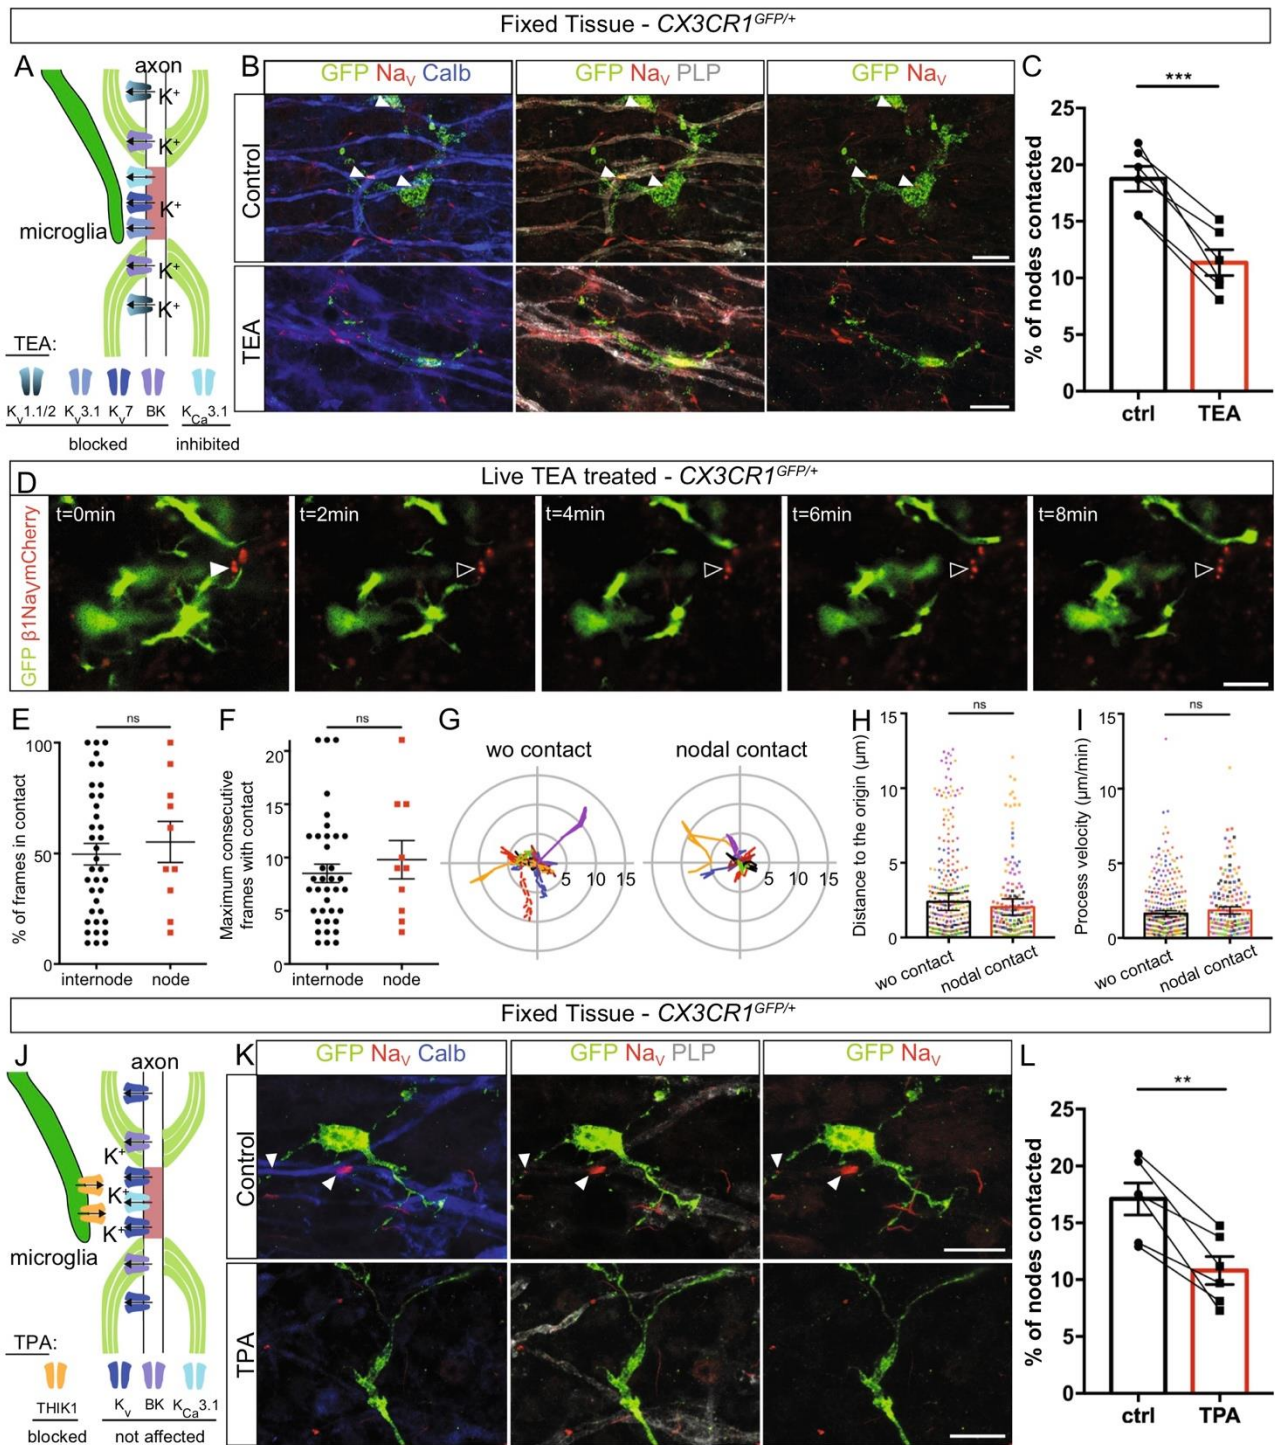 Fixed Tissue - CX3CR1^GFP/+
A
axon
K+
K+
K+
K+
K+
microglia
TEA:
Kv1.1/2 Kv3.1 Kv7 BK KCa3.1
blocked inhibited
B
GFP NaV Calb
GFP NaV PLP
GFP NaV
Control
TEA
C
***
% of nodes contacted
25
20
15
10
5
0
ctrl TEA
D
Live TEA treated - CX3CR1^GFP/+
GFP β1NaVmCherry
t=0min
t=2min
t=4min
t=6min
t=8min
E
ns
% of frames in contact
100
50
0
internode node
F
ns
Maximum consecutive
frames with contact
20
15
10
5
0
internode node
G
wo contact
5 10 15
nodal contact
5 10 15
H
ns
Distance to the origin (µm)
15
10
5
0
wo contact nodal contact
I
ns
Process velocity (µm/min)
15
10
5
0
wo contact nodal contact
Fixed Tissue - CX3CR1^GFP/+
J
axon
K+
K+
K+
microglia
TPA:
THIK1 Kv BK KCa3.1
blocked not affected
K
GFP NaV Calb
GFP NaV PLP
GFP NaV
Control
TPA
L
**
% of nodes contacted
25
20
15
10
5
0
ctrl TPA